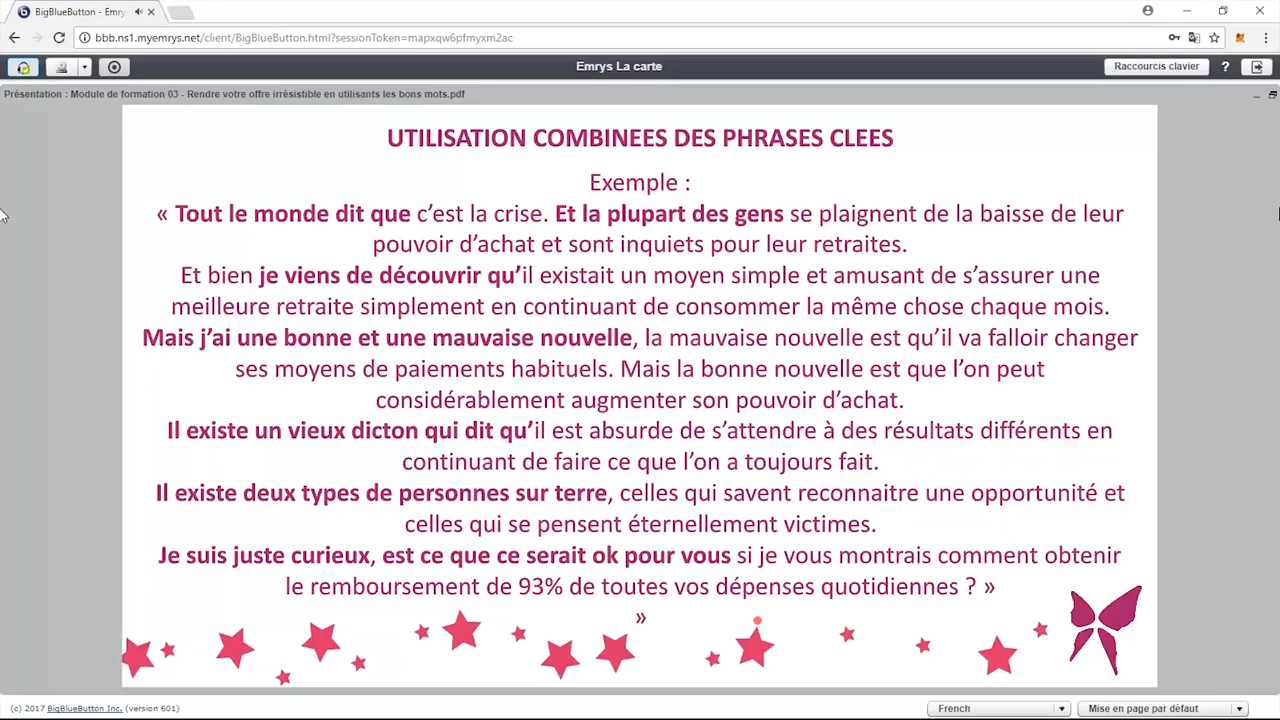 BigBlueButton - Emry
bbb.ns1.myemrys.net/client/BigBlueButton.html?sessionToken=mapxqw6pfmyxm2ac
Emrys La carte
Raccourcis clavier
?
Présentation : Module de formation 03 - Rendre votre offre irrésistible en utilisants les bons mots.pdf
UTILISATION COMBINEES DES PHRASES CLEES
Exemple :
« Tout le monde dit que c’est la crise. Et la plupart des gens se plaignent de la baisse de leur
pouvoir d’achat et sont inquiets pour leur retraites.
Et bien je viens de découvrir qu’il existait un moyen simple et amusant de s’assurer une
meilleure retraite simplement en continuant de consommer la même chose chaque mois.
Mais j’ai une bonne et une mauvaise nouvelle, la mauvaise nouvelle est qu’il va falloir changer
ses moyens de paiements habituels. Mais la bonne nouvelle est que l’on peut
considérablement augmenter son pouvoir d’achat.
Il existe un vieux dicton qui dit qu’il est absurde de s’attendre à des résultats différents en
continuant de faire ce que l’on a toujours fait.
Il existe deux types de personnes sur terre, celles qui savent reconnaitre une opportunité et
celles qui se pensent éternellement victimes.
Je suis juste curieux, est ce que ce serait ok pour vous si je vous montrais comment obtenir
le remboursement de 93% de toutes vos dépenses quotidiennes ? »
»
(c) 2017 BigBlueButton Inc. (version 601)
French
Mise en page par défaut